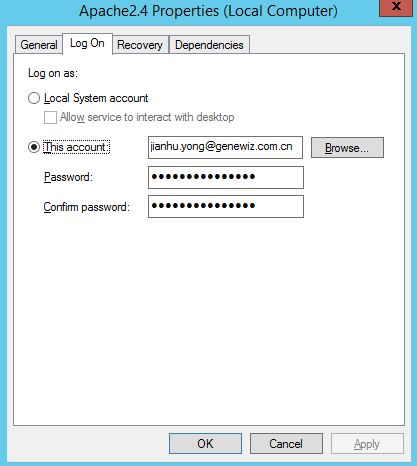 Apache2.4 Properties (Local Computer)
x
General Log On Recovery Dependencies
Log on as:
Local System account
Allow service to interact with desktop
This account: jianhu.yong@genewiz.com.cn Browse...
Password: •••••••••••••••
Confirm password: •••••••••••••••
OK Cancel Apply